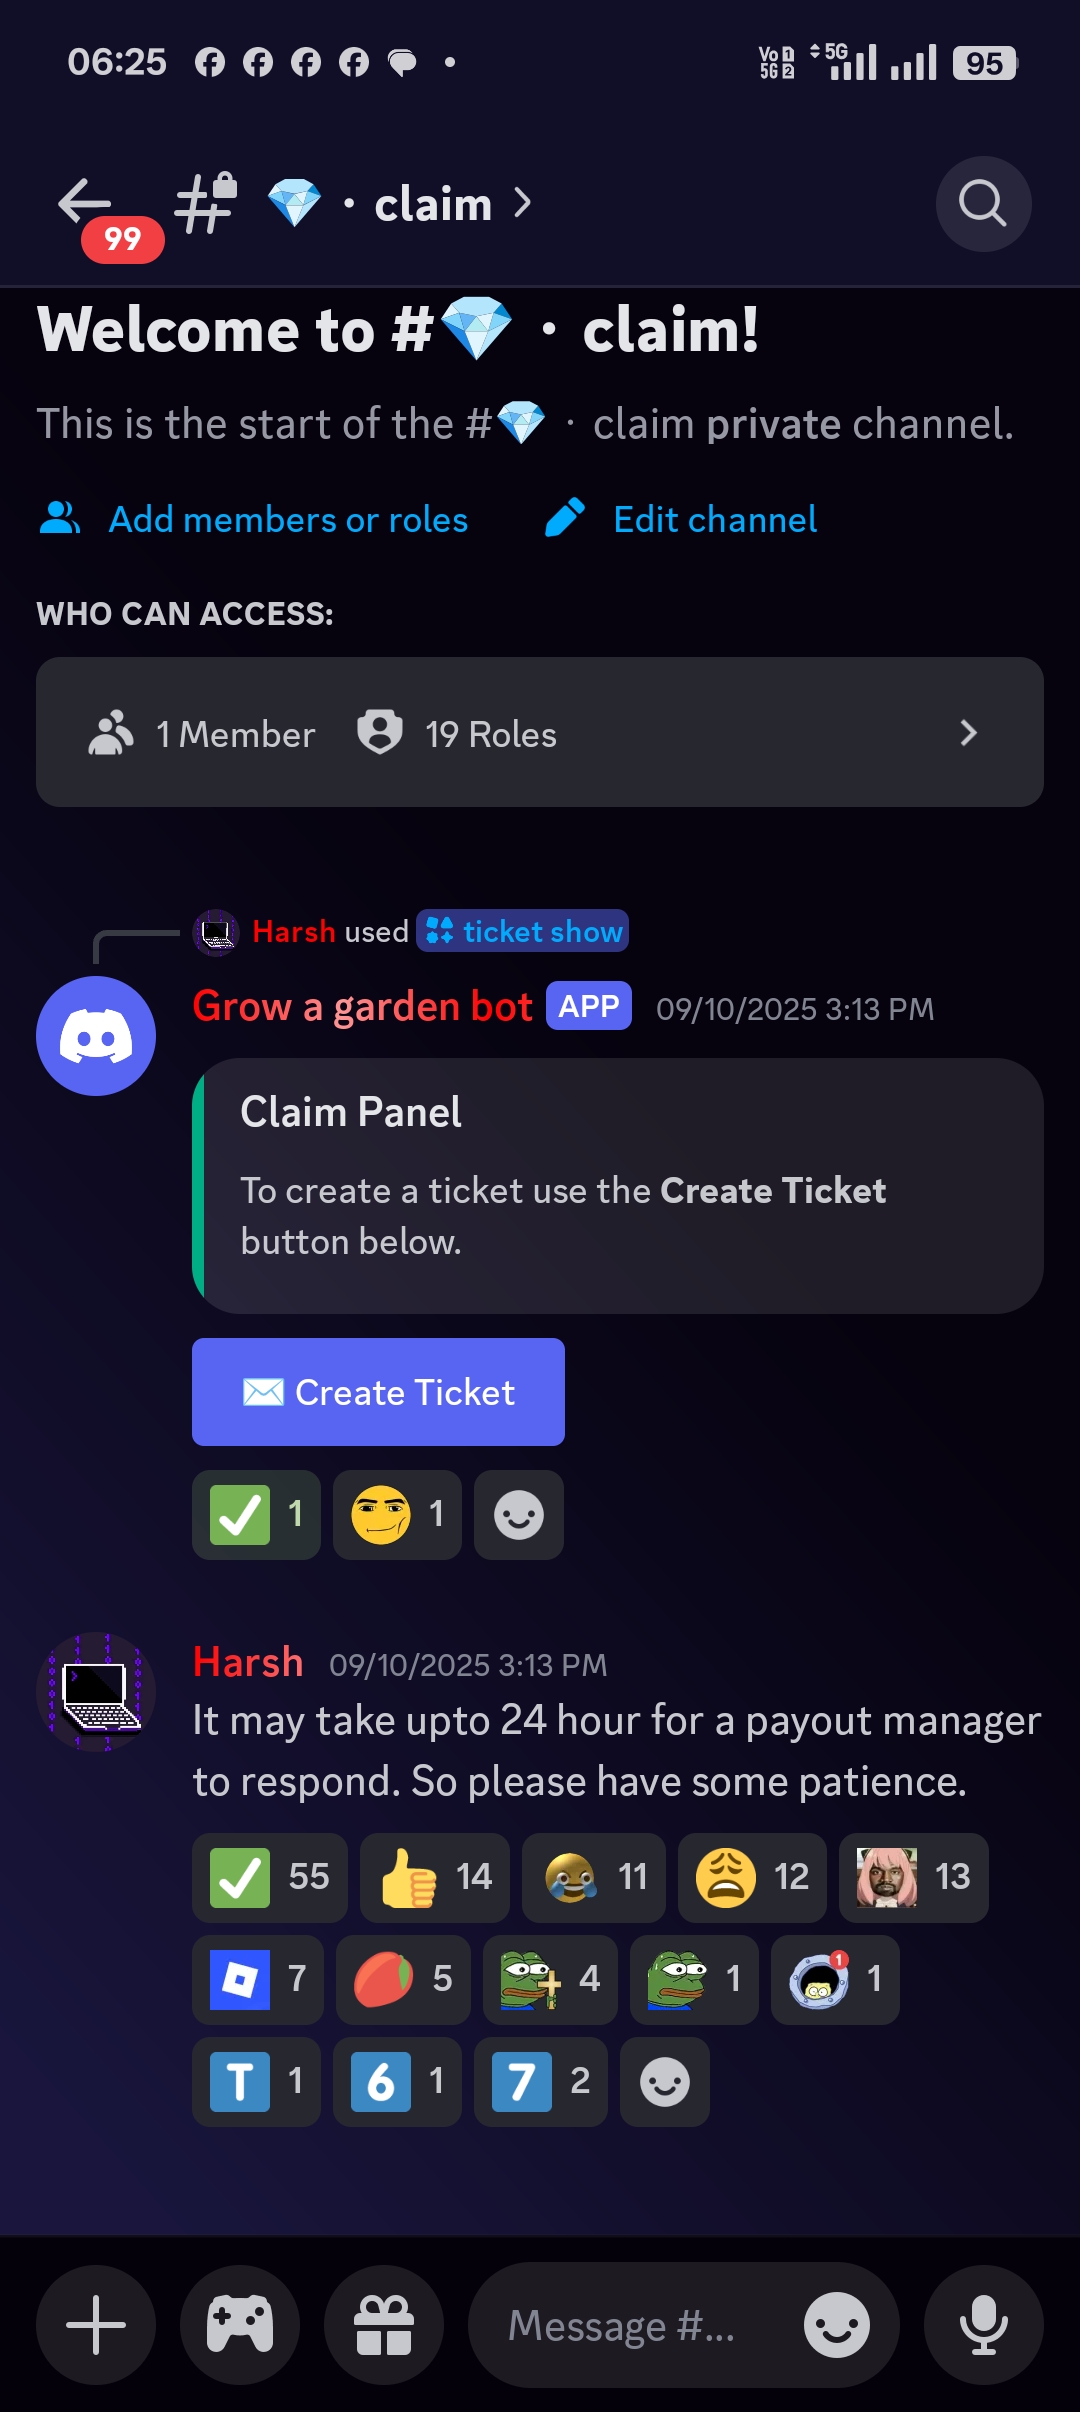 06:25
Vo 1
5G 2
5G
95
99
💎 · claim
Welcome to #💎 · claim!
This is the start of the #💎 · claim private channel.
Add members or roles
Edit channel
WHO CAN ACCESS:
1 Member
19 Roles
Harsh used ticket show
Grow a garden bot APP 09/10/2025 3:13 PM
Claim Panel
To create a ticket use the Create Ticket
button below.
✉️ Create Ticket
✅ 1
1
Harsh 09/10/2025 3:13 PM
It may take upto 24 hour for a payout manager
to respond. So please have some patience.
✅ 55 👍 14 11 😩 12 13
7 5 4 1 1 1
T 1 6 1 7 2
Message #...